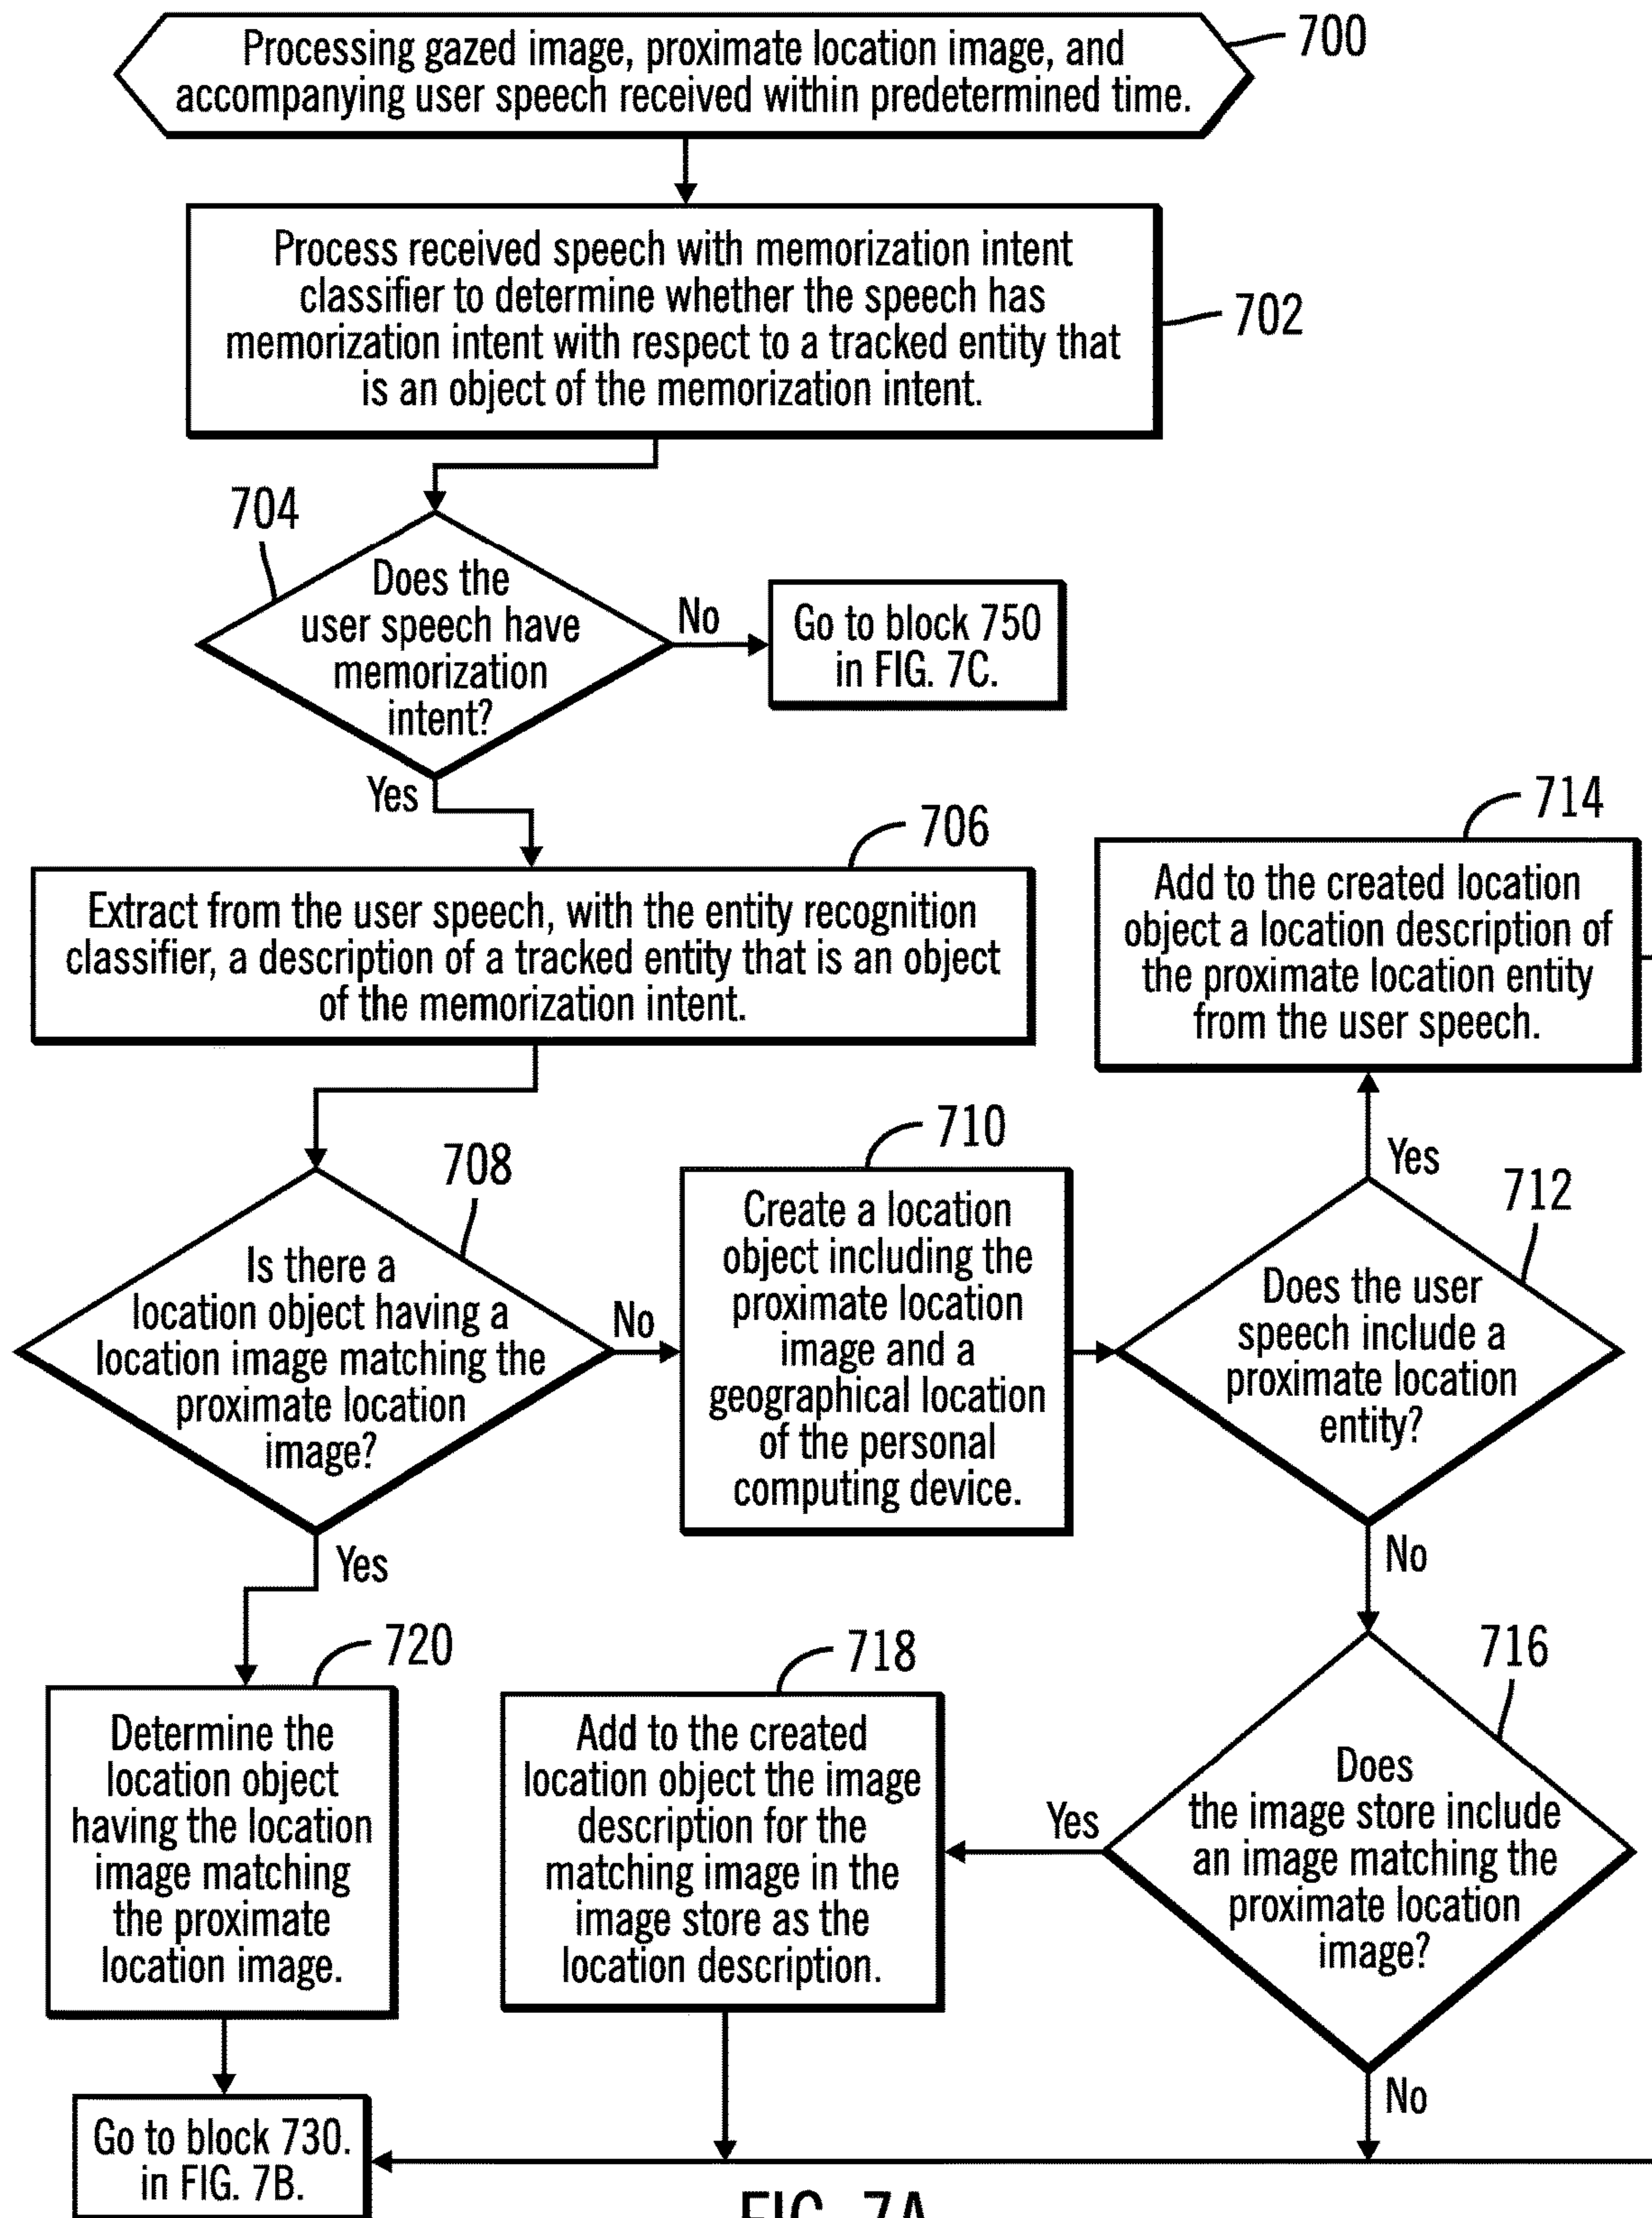 Processing gazed image, proximate location image, and
accompanying user speech received within predetermined time.
700
Process received speech with memorization intent
classifier to determine whether the speech has
memorization intent with respect to a tracked entity that
is an object of the memorization intent.
702
704
Does the
user speech have
memorization
intent?
No
Go to block 750
in FIG. 7C.
Yes
706
Extract from the user speech, with the entity recognition
classifier, a description of a tracked entity that is an object
of the memorization intent.
714
Add to the created location
object a location description of
the proximate location entity
from the user speech.
708
Is there a
location object having a
location image matching the
proximate location
image?
No
710
Create a location
object including the
proximate location
image and a
geographical location
of the personal
computing device.
Yes
712
Does the user
speech include a
proximate location
entity?
No
Yes
720
Determine the
location object
having the location
image matching
the proximate
location image.
718
Add to the created
location object the image
description for the
matching image in the
image store as the
location description.
Yes
716
Does
the image store include
an image matching the
proximate location
image?
No
Go to block 730.
in FIG. 7B.
FIG. 7A